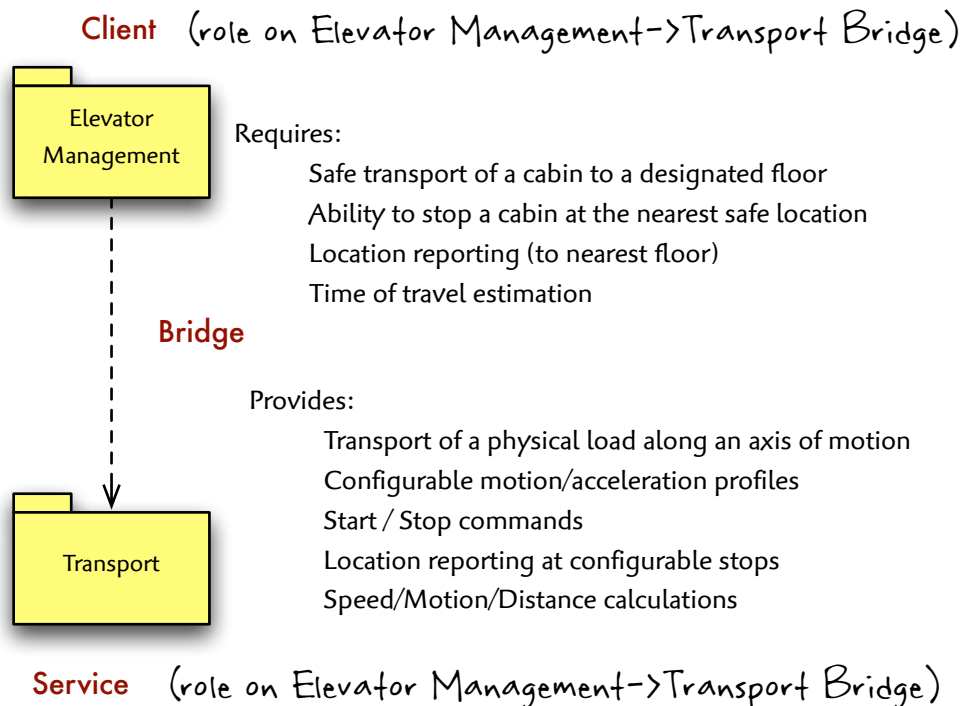 Client (role on Elevator Management->Transport Bridge)
Elevator
Management
Requires:
Safe transport of a cabin to a designated floor
Ability to stop a cabin at the nearest safe location
Location reporting (to nearest floor)
Time of travel estimation
Bridge
Provides:
Transport of a physical load along an axis of motion
Configurable motion/acceleration profiles
Start / Stop commands
Location reporting at configurable stops
Speed/Motion/Distance calculations
Transport
Service (role on Elevator Management->Transport Bridge)